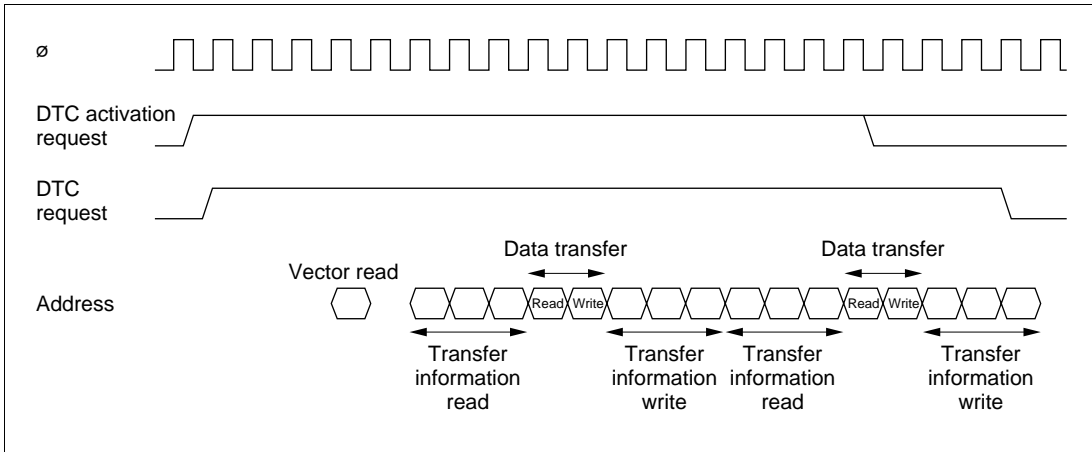 ø
DTC activation
request
DTC
request
Data transfer
Data transfer
Vector read
Address
Read
Write
Read
Write
Transfer
information
read
Transfer
information
write
Transfer
information
read
Transfer
information
write